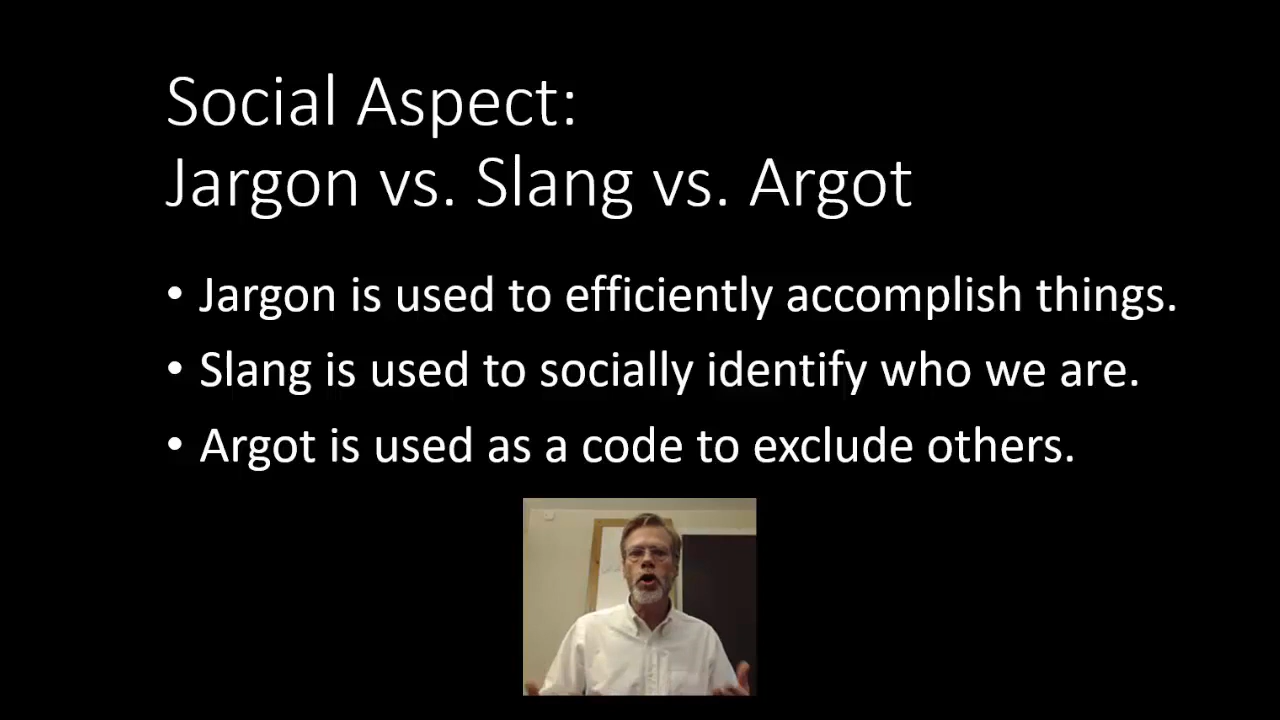 Social Aspect:
Jargon vs. Slang vs. Argot
• Jargon is used to efficiently accomplish things.
• Slang is used to socially identify who we are.
• Argot is used as a code to exclude others.